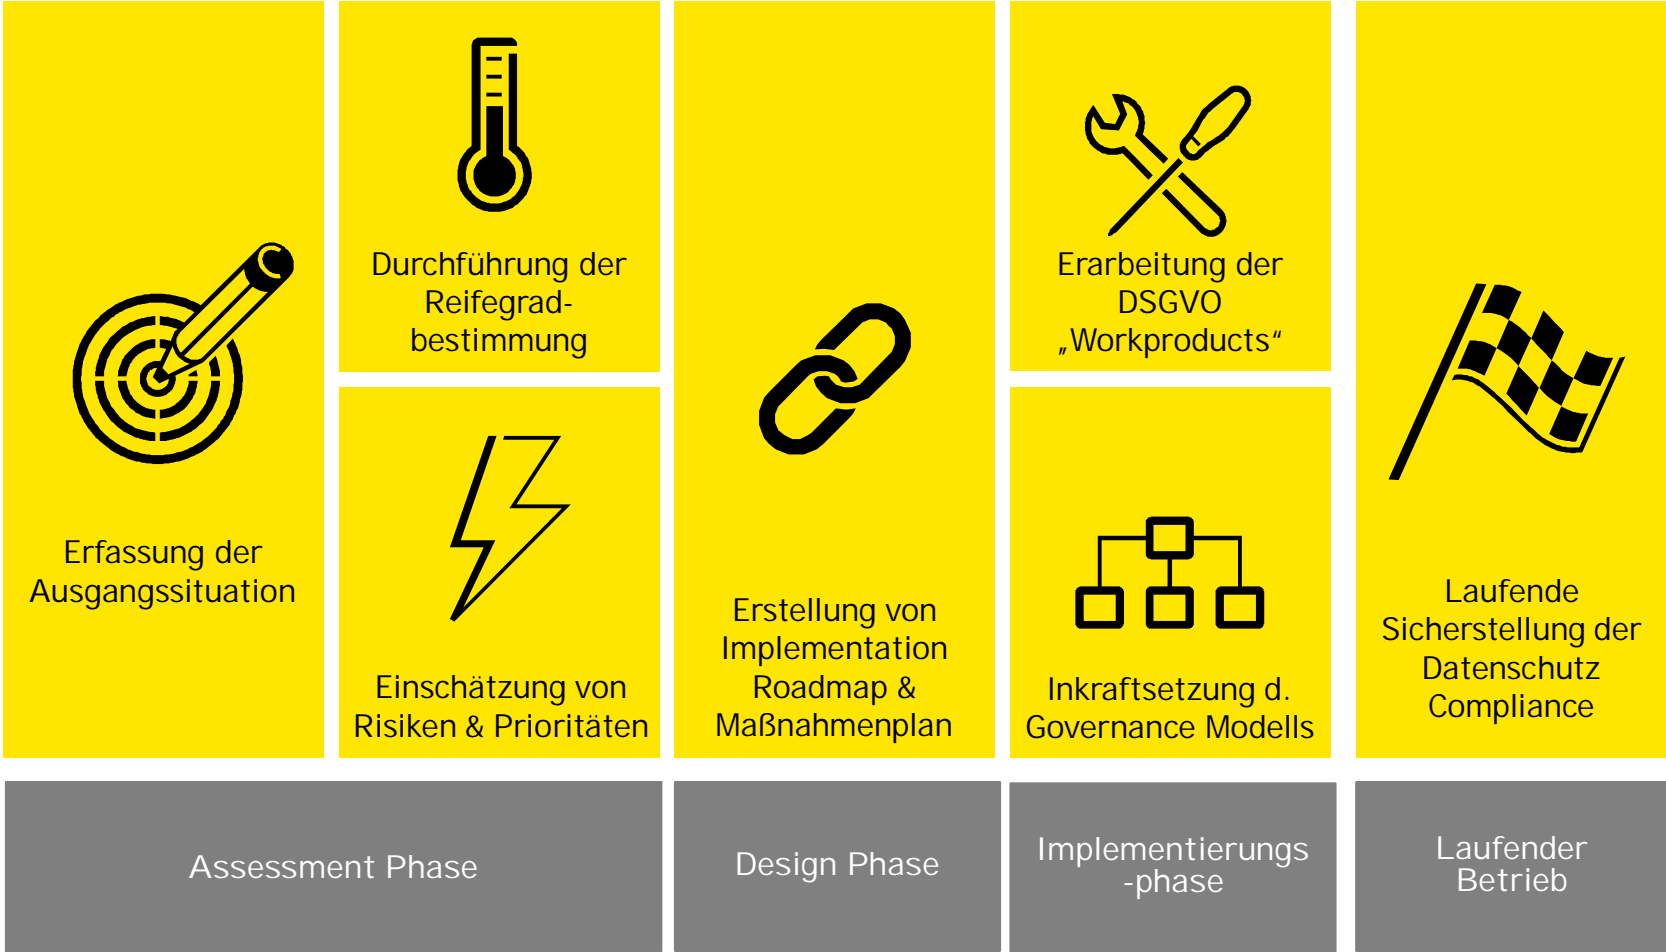 Erfassung der
Ausgangssituation
Durchführung der
Reifegrad-
bestimmung
Einschätzung von
Risiken & Prioritäten
Erstellung von
Implementation
Roadmap &
Maßnahmenplan
Erarbeitung der
DSGVO
„Workproducts“
Inkraftsetzung d.
Governance Modells
Laufende
Sicherstellung der
Datenschutz
Compliance
Assessment Phase
Design Phase
Implementierungs
-phase
Laufender
Betrieb